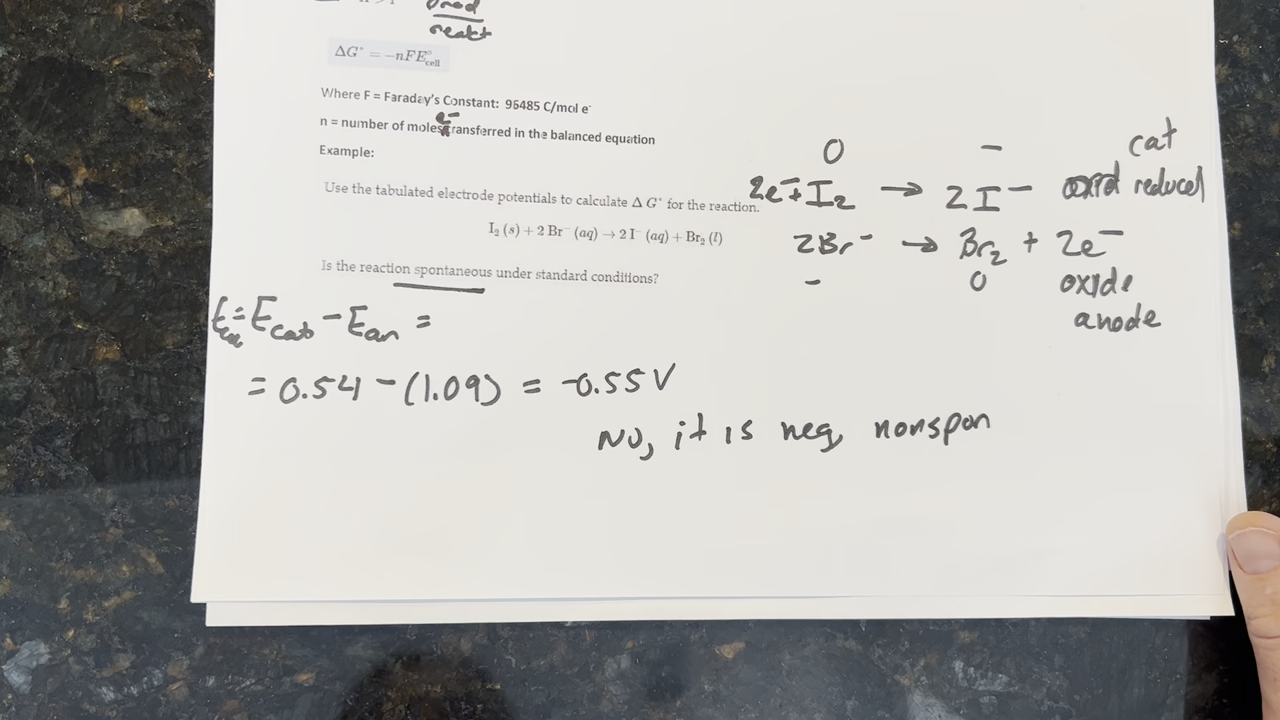 prod
react
ΔG° = −nFE°cell
Where F = Faraday's Constant: 96485 C/mol e-
n = number of moles e- transferred in the balanced equation
Example:
Use the tabulated electrode potentials to calculate Δ G° for the reaction.
I₂ (s) + 2 Br⁻ (aq) → 2 I⁻ (aq) + Br₂ (l)
Is the reaction spontaneous under standard conditions?
0 − cat
2e⁻ + I₂ → 2I⁻ reduced
2Br⁻ → Br₂ + 2e⁻
− 0 oxide
anode
= Ecat − Ean =
= 0.54 − (1.09) = -0.55 V
No, it is neg, nonspon